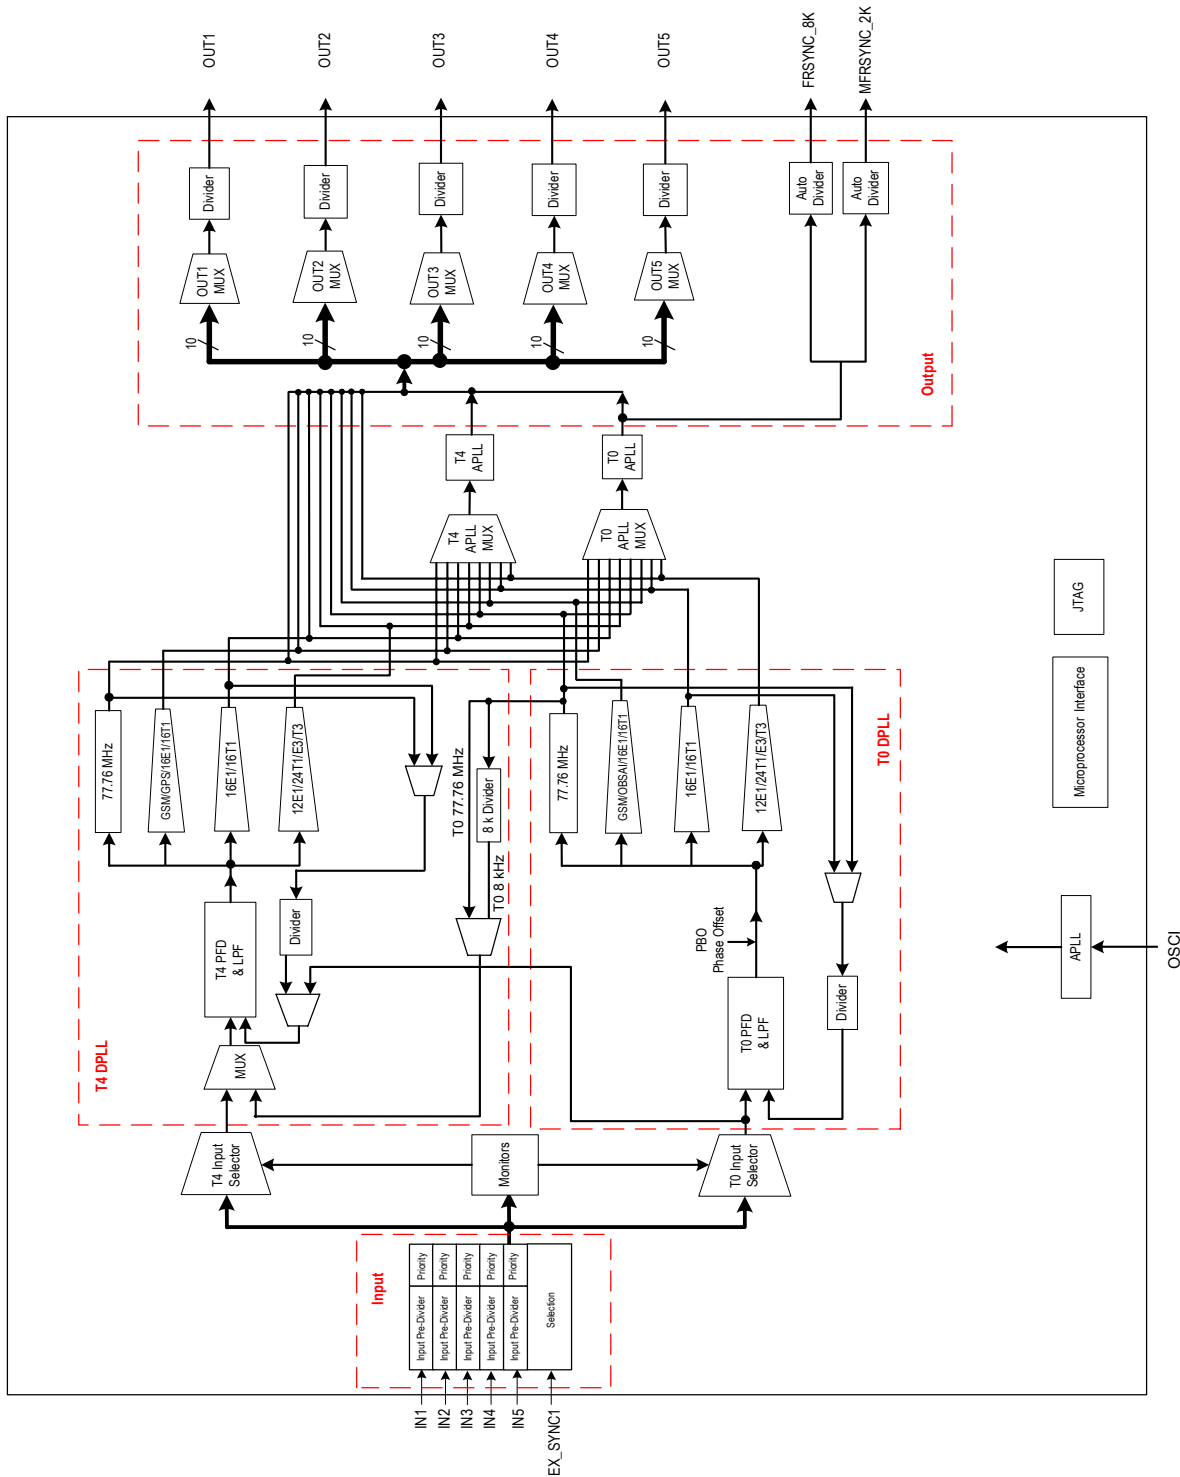 OUT1
OUT2
OUT3
OUT4
OUT5
FRSYNC_8K
MFRSYNC_2K
Divider
Divider
Divider
Divider
Divider
Auto
Divider
Auto
Divider
OUT1
MUX
OUT2
MUX
OUT3
MUX
OUT4
MUX
OUT5
MUX
10
10
10
10
10
Output
T4
APLL
T0
APLL
T4
APLL
MUX
T0
APLL
MUX
JTAG
Microprocessor Interface
77.76 MHz
GSM/GPS/16E1/16T1
16E1/16T1
12E1/24T1/E3/T3
T0 77.76 MHz
8 k Divider
T0 8 kHz
77.76 MHz
GSM/OBSAI/16E1/16T1
16E1/16T1
12E1/24T1/E3/T3
T0 DPLL
T4 PFD
& LPF
Divider
PBO
Phase Offset
T0 PFD
& LPF
Divider
APLL
OSCI
T4 DPLL
MUX
T4 Input
Selector
Monitors
T0 Input
Selector
Input
Input Pre-Divider
Priority
Input Pre-Divider
Priority
Input Pre-Divider
Priority
Input Pre-Divider
Priority
Input Pre-Divider
Priority
Selection
IN1
IN2
IN3
IN4
IN5
EX_SYNC1